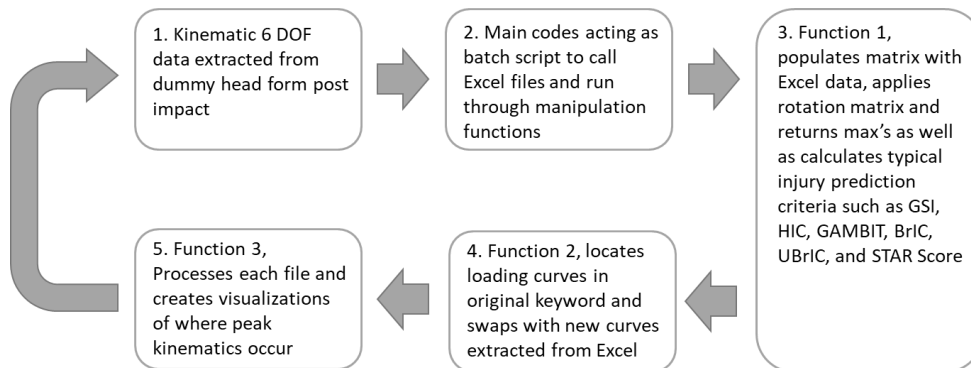 1. Kinematic 6 DOF
data extracted from
dummy head form post
impact
2. Main codes acting as
batch script to call
Excel files and run
through manipulation
functions
3. Function 1,
populates matrix with
Excel data, applies
rotation matrix and
returns max's as well
as calculates typical
injury prediction
criteria such as GSI,
HIC, GAMBIT, BrIC,
UBrIC, and STAR Score
4. Function 2, locates
loading curves in
original keyword and
swaps with new curves
extracted from Excel
5. Function 3,
Processes each file and
creates visualizations
of where peak
kinematics occur